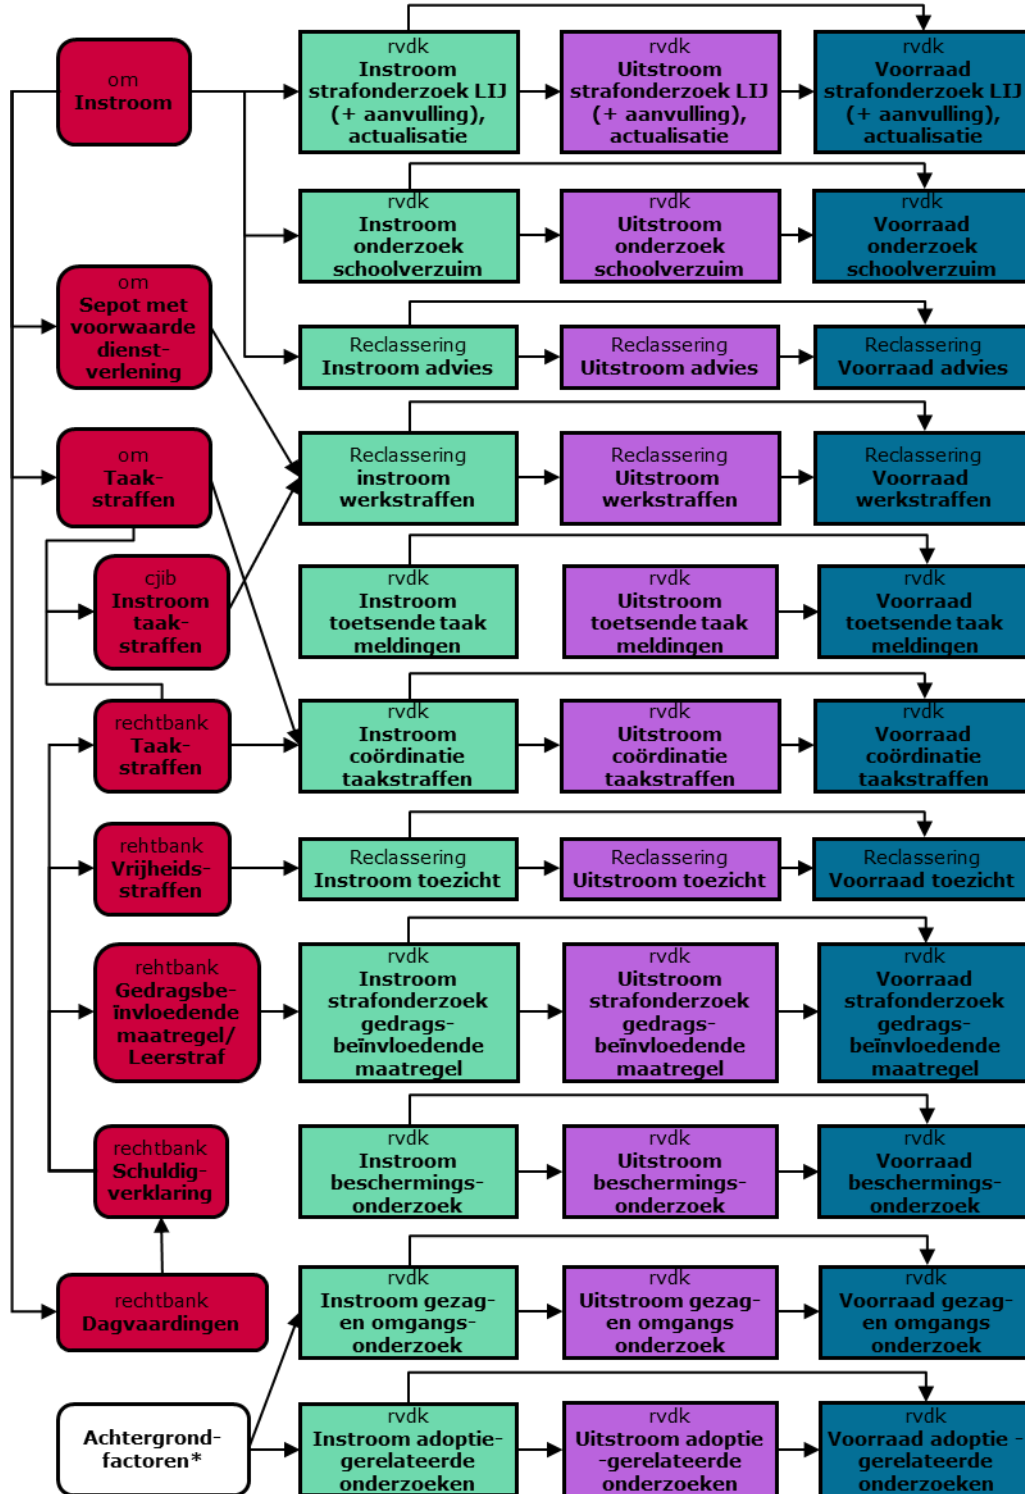 om
Instroom
rvdk
Instroom
strafonderzoek LIJ
(+ aanvulling),
actualisatie
rvdk
Uitstroom
strafonderzoek LIJ
(+ aanvulling),
actualisatie
rvdk
Voorraad
strafonderzoek LIJ
(+ aanvulling),
actualisatie
rvdk
Instroom
onderzoek
schoolverzuim
rvdk
Uitstroom
onderzoek
schoolverzuim
rvdk
Voorraad
onderzoek
schoolverzuim
om
Sepot met
voorwaarde
dienst-
verlening
Reclassering
Instroom advies
Reclassering
Uitstroom advies
Reclassering
Voorraad advies
om
Taak-
straffen
Reclassering
instroom
werkstraffen
Reclassering
Uitstroom
werkstraffen
Reclassering
Voorraad
werkstraffen
cjib
Instroom
taak-
straffen
rvdk
Instroom
toetsende taak
meldingen
rvdk
Uitstroom
toetsende taak
meldingen
rvdk
Voorraad
toetsende taak
meldingen
rechtbank
Taak-
straffen
rvdk
Instroom
coördinatie
taakstraffen
rvdk
Uitstroom
coördinatie
taakstraffen
rvdk
Voorraad
coördinatie
taakstraffen
rehtbank
Vrijheids-
straffen
Reclassering
Instroom toezicht
Reclassering
Uitstroom toezicht
Reclassering
Voorraad toezicht
rehtbank
Gedragsbe-
ïnvloedende
maatregel/
Leerstraf
rvdk
Instroom
strafonderzoek
gedrags-
beïnvloedende
maatregel
rvdk
Uitstroom
strafonderzoek
gedrags-
beïnvloedende
maatregel
rvdk
Voorraad
strafonderzoek
gedrags-
beïnvloedende
maatregel
rechtbank
Schuldig-
verklaring
rvdk
Instroom
beschermings-
onderzoek
rvdk
Uitstroom
beschermings-
onderzoek
rvdk
Voorraad
beschermings-
onderzoek
rechtbank
Dagvaardingen
rvdk
Instroom gezag-
en omgangs-
onderzoek
rvdk
Uitstroom gezag-
en omgangs
onderzoek
rvdk
Voorraad gezag-
en omgangs
onderzoek
Achtergrond-
factoren*
rvdk
Instroom adoptie-
gerelateerde
onderzoeken
rvdk
Uitstroom adoptie
-gerelateerde
onderzoeken
rvdk
Voorraad adoptie -
gerelateerde
onderzoeken